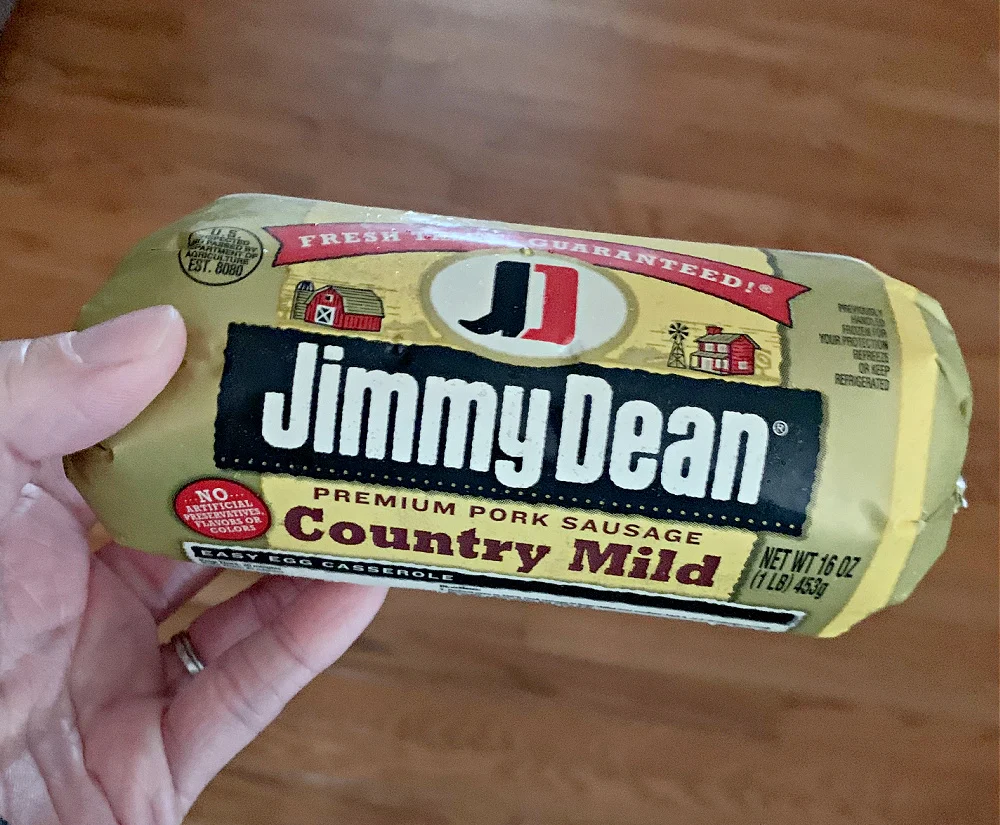 U.S.
INSPECTED
AND PASSED BY
DEPARTMENT OF
AGRICULTURE
EST. 8080
FRESH GUARANTEED!®
PREVIOUSLY
HANDLED
FROZEN FOR
YOUR PROTECTION
REFREEZE
OR KEEP
REFRIGERATED
Jimmy Dean®
NO
ARTIFICIAL
PRESERVATIVES
FLAVORS OR
COLORS
PREMIUM PORK SAUSAGE
Country Mild
NET WT 16 OZ
(1 LB) 453g
EASY EGG CASSEROLE